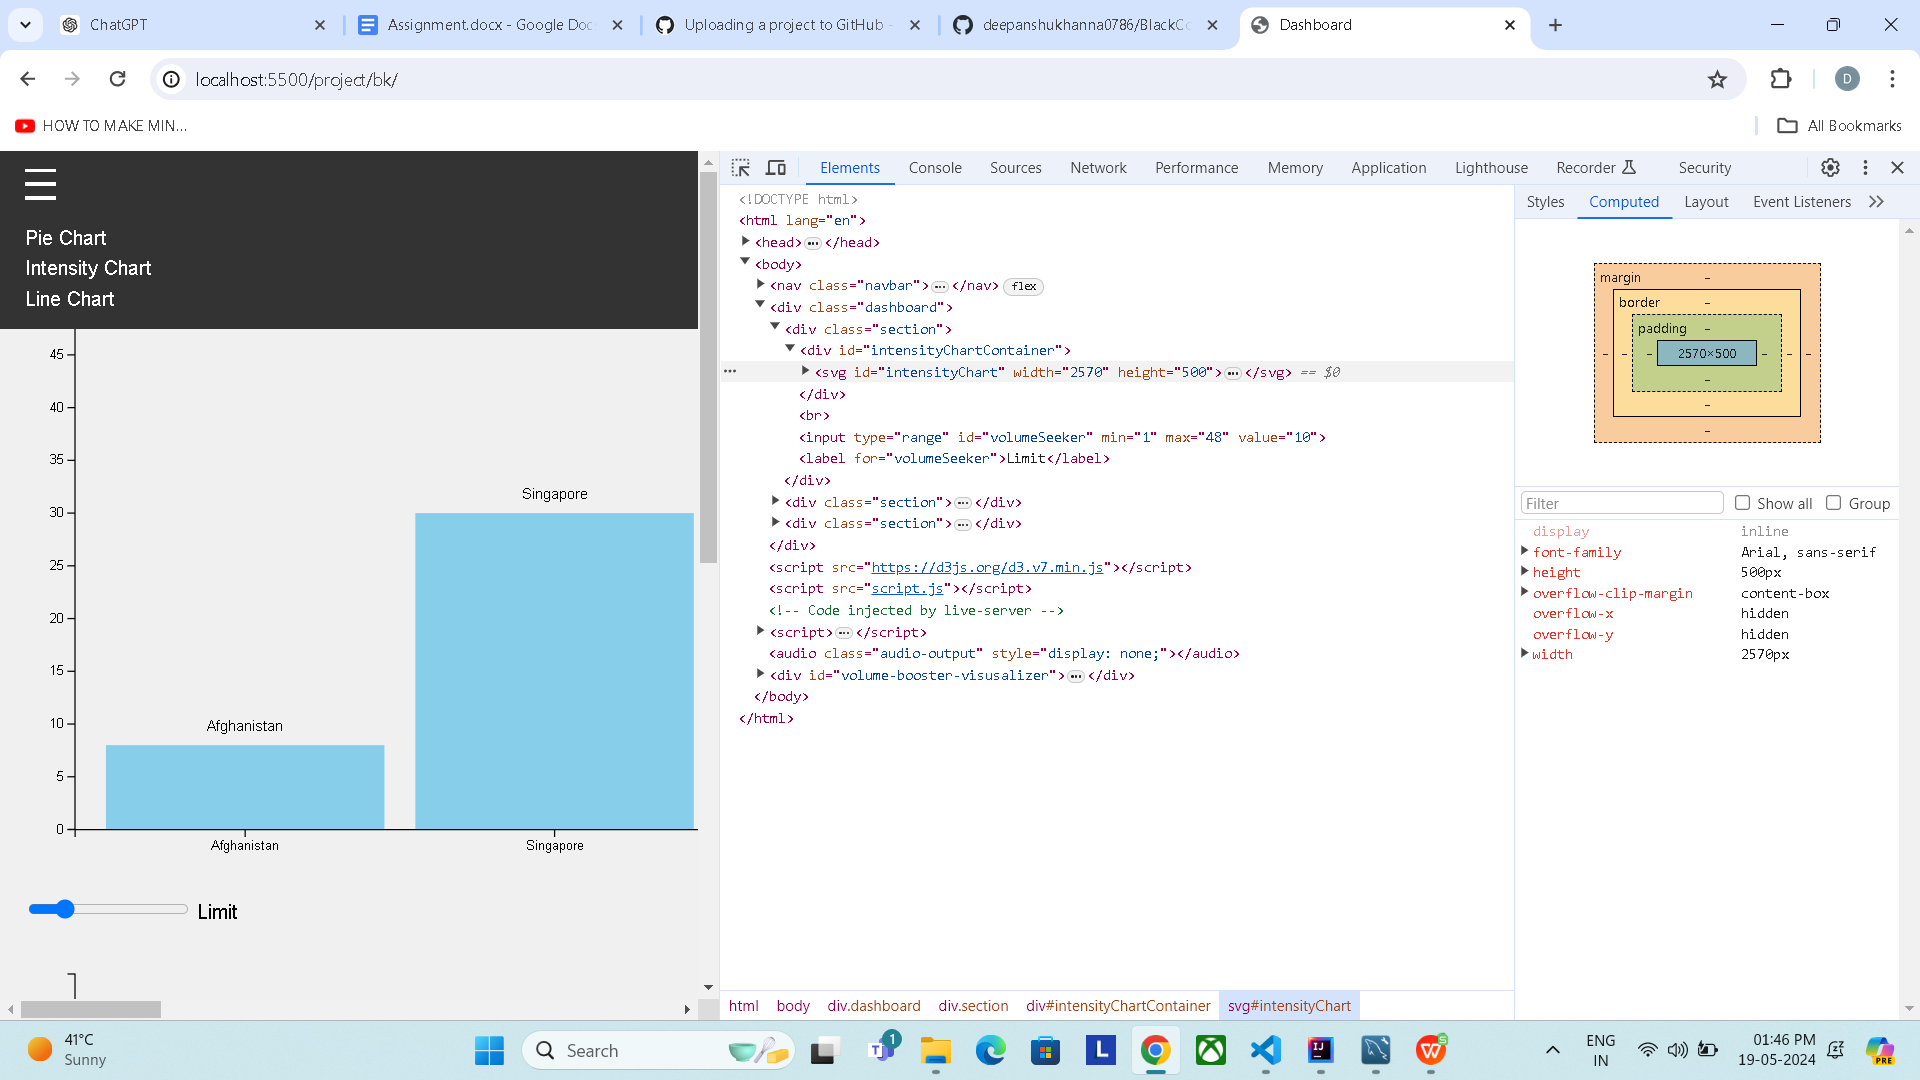 ChatGPT
Assignment.docx - Google Doc
Uploading a project to GitHub -
deepanshukhanna0786/BlackCo
Dashboard
localhost:5500/project/bk/
D
HOW TO MAKE MIN...
All Bookmarks
Pie Chart
Intensity Chart
Line Chart
45
40
35
30
25
20
15
10
5
0
Singapore
Afghanistan
Afghanistan
Singapore
Limit
Elements Console Sources Network Performance Memory Application Lighthouse Recorder Security
<!DOCTYPE html>
<html lang="en">
<head>...</head>
<body>
<nav class="navbar">...</nav> flex
<div class="dashboard">
<div class="section">
<div id="intensityChartContainer">
... <svg id="intensityChart" width="2570" height="500">...</svg> == $0
</div>
<br>
<input type="range" id="volumeSeeker" min="1" max="48" value="10">
<label for="volumeSeeker">Limit</label>
</div>
<div class="section">...</div>
<div class="section">...</div>
</div>
<script src="https://d3js.org/d3.v7.min.js"></script>
<script src="script.js"></script>
<!-- Code injected by live-server -->
<script>...</script>
<audio class="audio-output" style="display: none;"></audio>
<div id="volume-booster-visusalizer">...</div>
</body>
</html>
html body div.dashboard div.section div#intensityChartContainer svg#intensityChart
Styles Computed Layout Event Listeners
margin –
border –
padding –
– – – 2570×500 – – –
–
–
–
Filter Show all Group
display inline
font-family Arial, sans-serif
height 500px
overflow-clip-margin content-box
overflow-x hidden
overflow-y hidden
width 2570px
41°C
Sunny
Search
1
L
IJ
W
S
ENG
IN
01:46 PM
19-05-2024
PRE